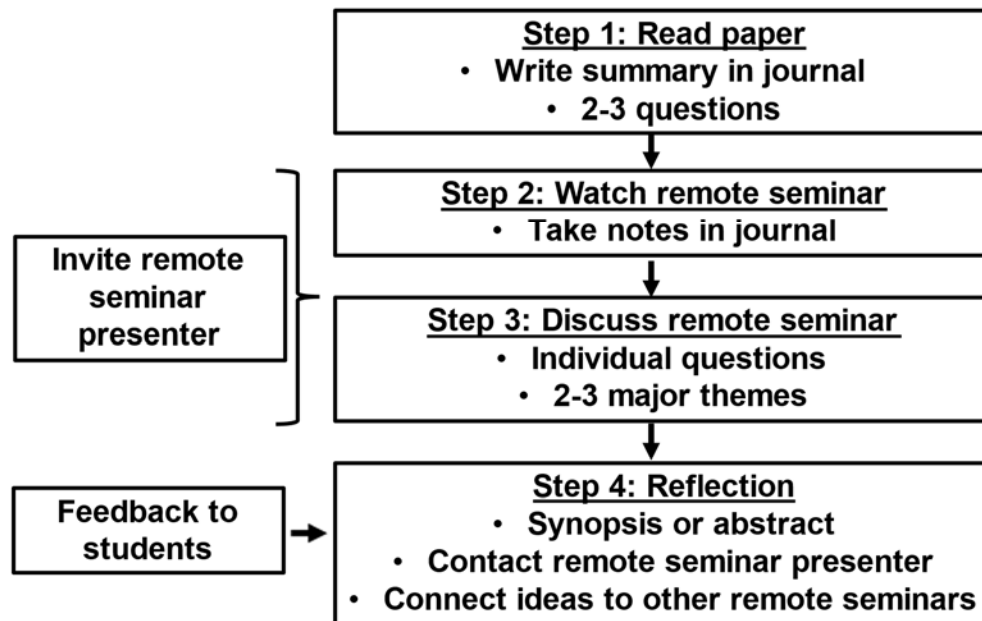 Step 1: Read paper
• Write summary in journal
• 2-3 questions
Step 2: Watch remote seminar
• Take notes in journal
Invite remote
seminar
presenter
Step 3: Discuss remote seminar
• Individual questions
• 2-3 major themes
Step 4: Reflection
• Synopsis or abstract
• Contact remote seminar presenter
• Connect ideas to other remote seminars
Feedback to
students